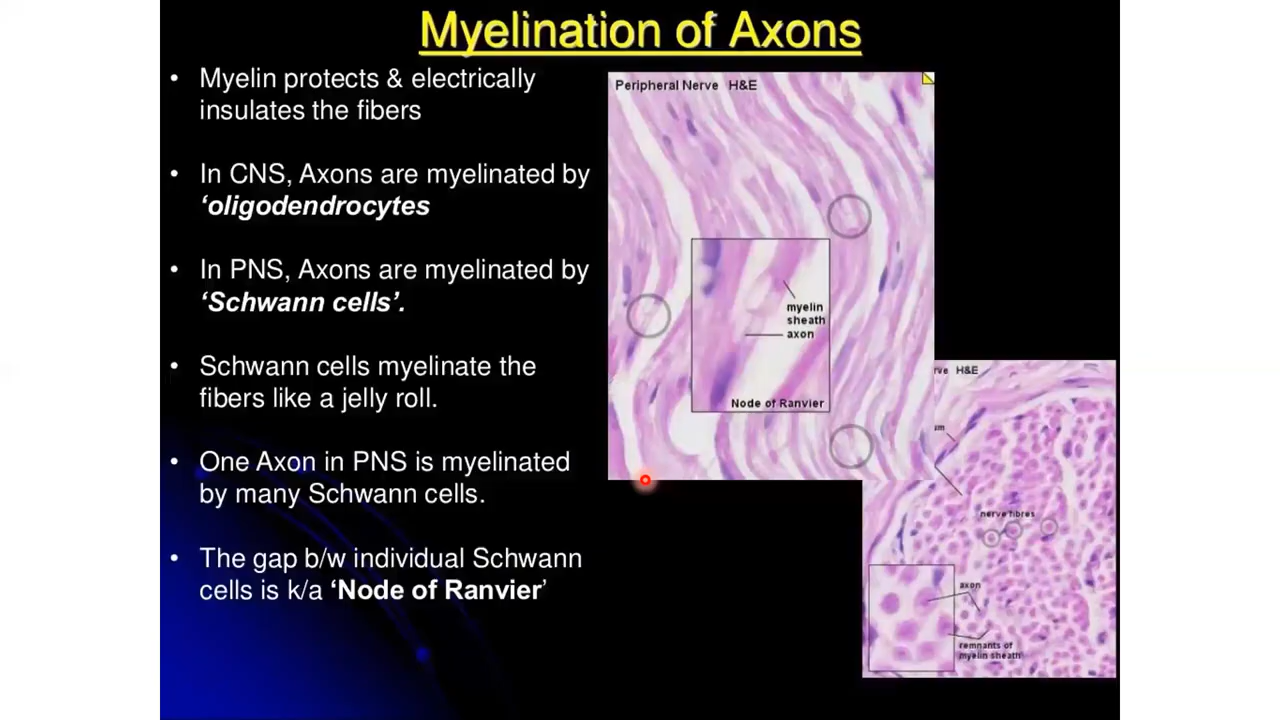 Myelination of Axons
• Myelin protects & electrically
insulates the fibers
• In CNS, Axons are myelinated by
‘oligodendrocytes
• In PNS, Axons are myelinated by
‘Schwann cells’.
• Schwann cells myelinate the
fibers like a jelly roll.
• One Axon in PNS is myelinated
by many Schwann cells.
• The gap b/w individual Schwann
cells is k/a ‘Node of Ranvier’
Peripheral Nerve H&E
myelin
sheath
axon
Node of Ranvier
rve H&E
um
nerve fibres
axon
remnants of
myelin sheath